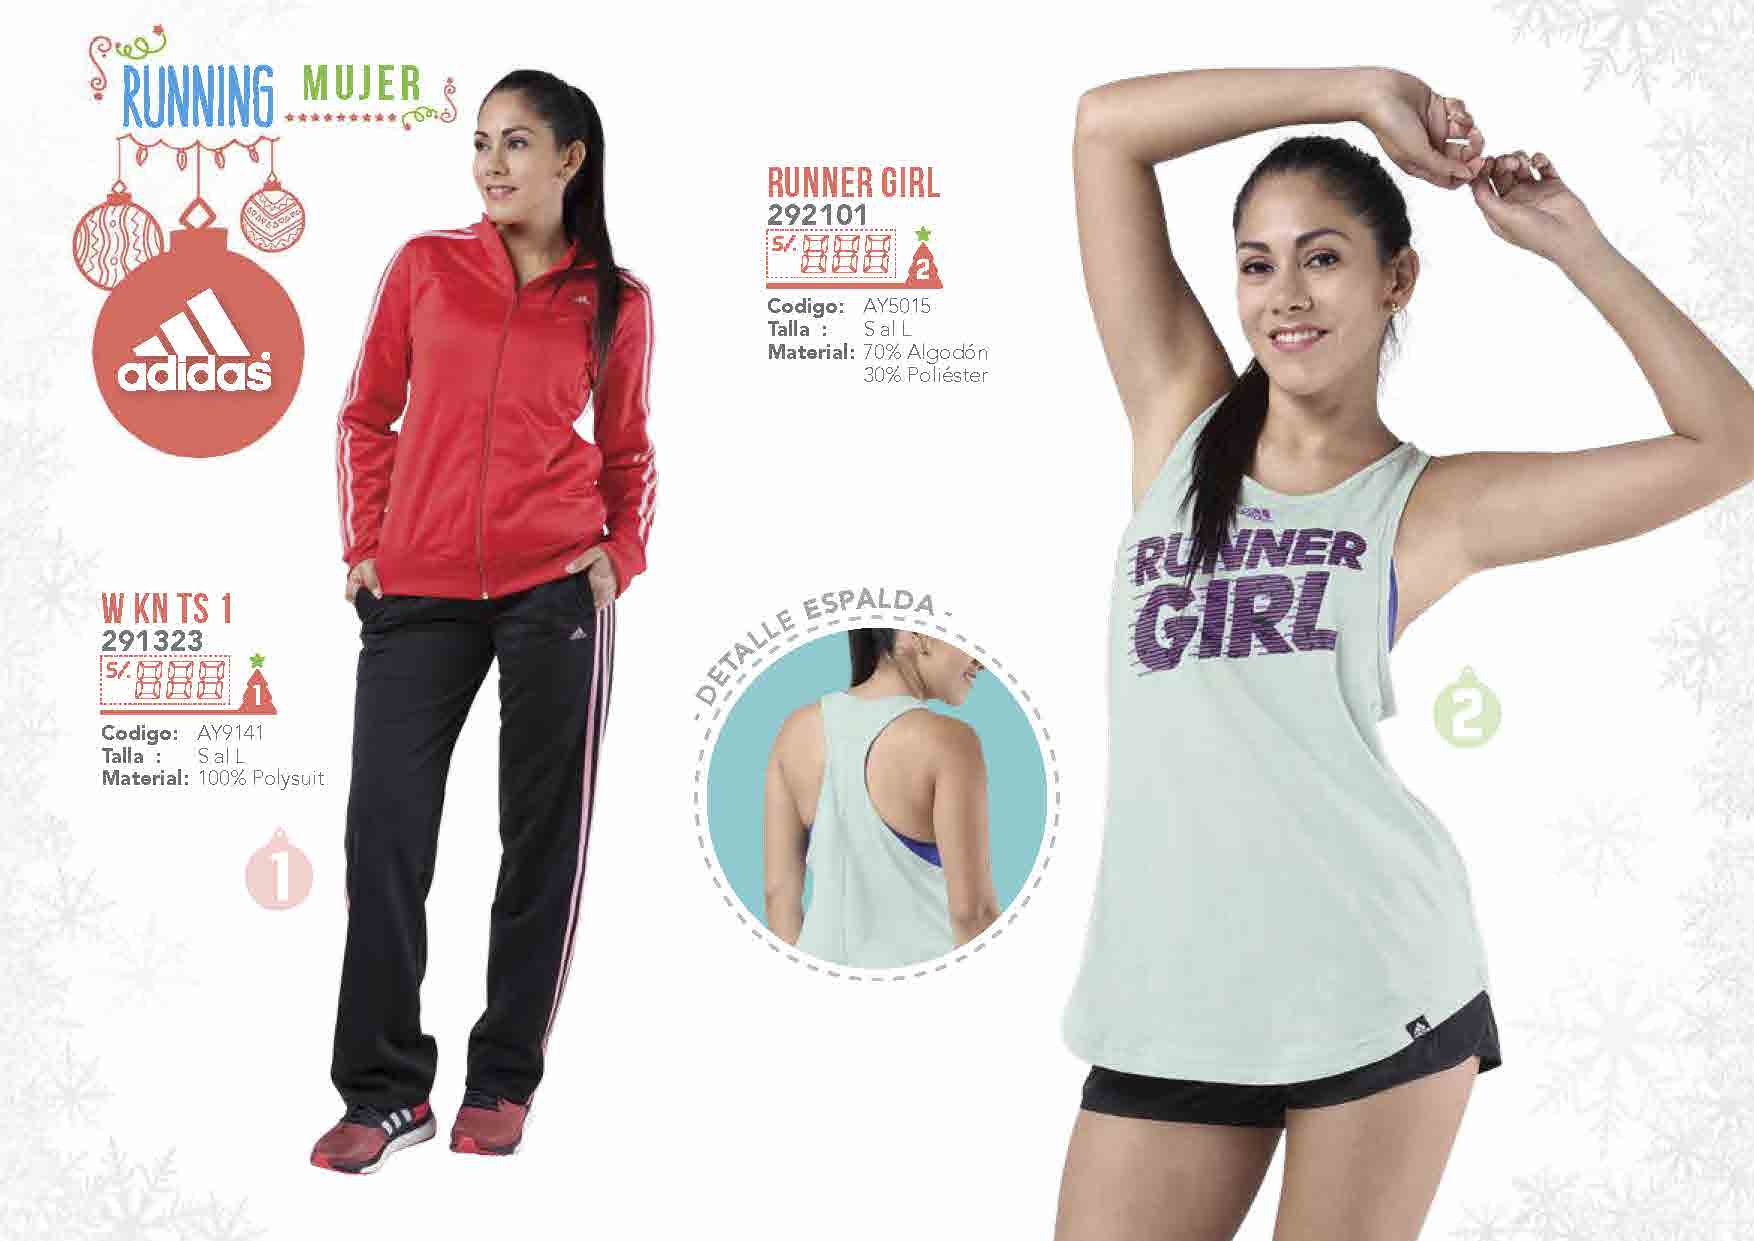 RUNNING MUJER
adidas
W KN TS 1
291323
S/. 888
1
Codigo: AY9141
Talla : S al L
Material: 100% Polysuit
1
RUNNER GIRL
292101
S/. 888
2
Codigo: AY5015
Talla : S al L
Material: 70% Algodón
30% Poliéster
- DETALLE ESPALDA -
RUNNER
GIRL
2